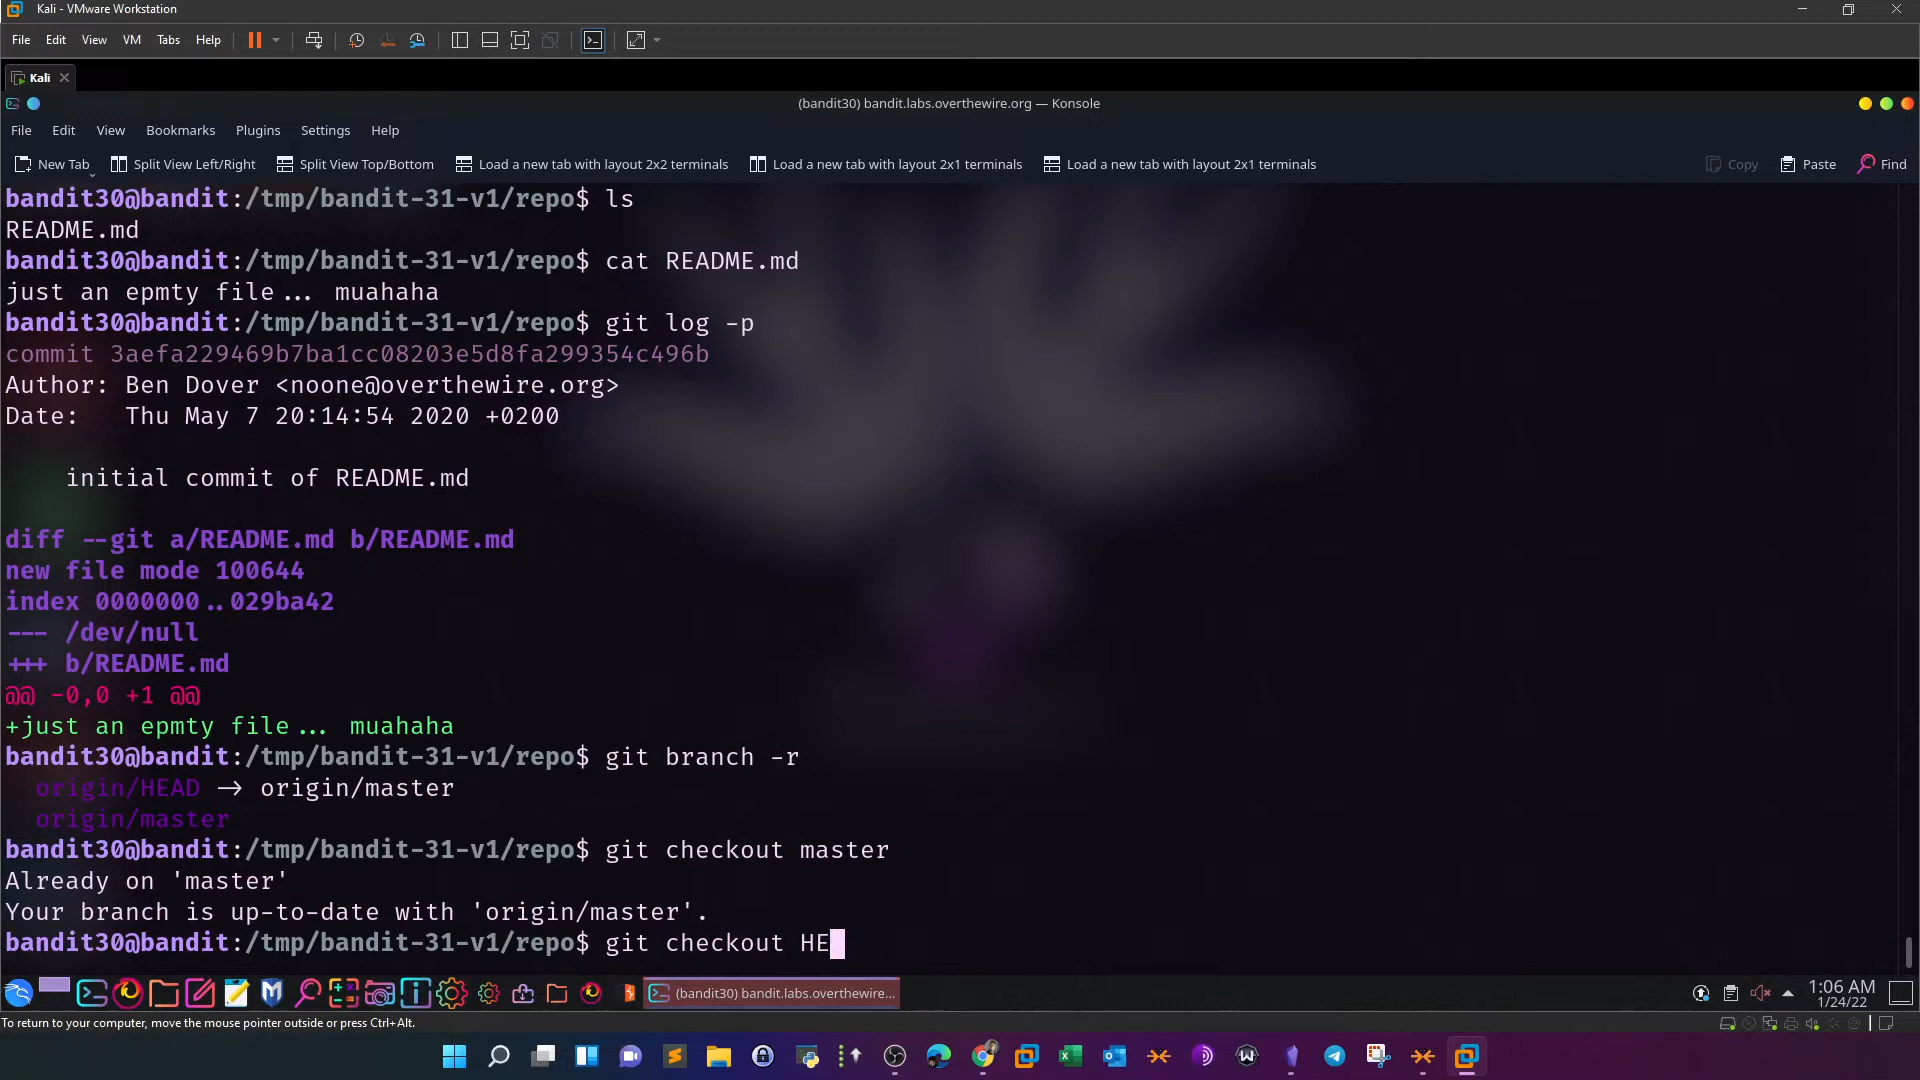 Kali - VMware Workstation
File Edit View VM Tabs Help
Kali
(bandit30) bandit.labs.overthewire.org — Konsole
File Edit View Bookmarks Plugins Settings Help
New Tab Split View Left/Right Split View Top/Bottom Load a new tab with layout 2x2 terminals Load a new tab with layout 2x1 terminals Load a new tab with layout 2x1 terminals Copy Paste Find
bandit30@bandit:/tmp/bandit-31-v1/repo$ ls
README.md
bandit30@bandit:/tmp/bandit-31-v1/repo$ cat README.md
just an epmty file... muahaha
bandit30@bandit:/tmp/bandit-31-v1/repo$ git log -p
commit 3aefa229469b7ba1cc08203e5d8fa299354c496b
Author: Ben Dover <noone@overthewire.org>
Date:   Thu May 7 20:14:54 2020 +0200
initial commit of README.md
diff --git a/README.md b/README.md
new file mode 100644
index 0000000..029ba42
--- /dev/null
+++ b/README.md
@@ -0,0 +1 @@
+just an epmty file... muahaha
bandit30@bandit:/tmp/bandit-31-v1/repo$ git branch -r
origin/HEAD -> origin/master
origin/master
bandit30@bandit:/tmp/bandit-31-v1/repo$ git checkout master
Already on 'master'
Your branch is up-to-date with 'origin/master'.
bandit30@bandit:/tmp/bandit-31-v1/repo$ git checkout HE
(bandit30) bandit.labs.overthewire... 1:06 AM
1/24/22
To return to your computer, move the mouse pointer outside or press Ctrl+Alt.